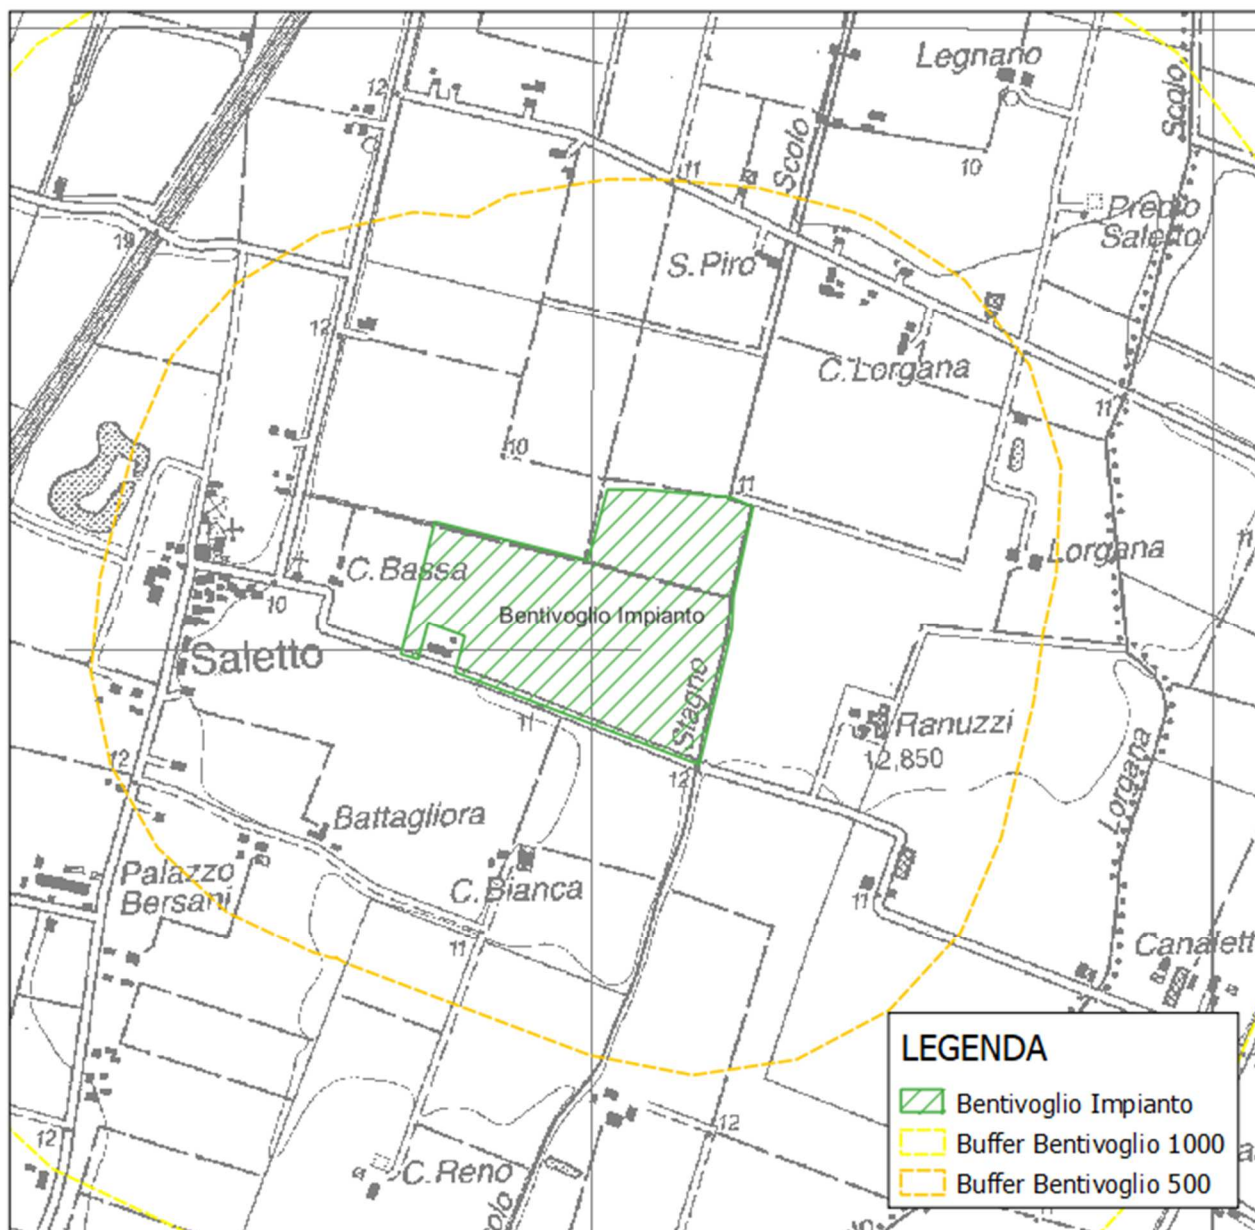 Legnano
Scolo
12
11
Scolo
10
Predio
Saletto
19
S. Piro
12
C. Lorgana
11
10
11
Lorgana
11
C. Bassa
10
Bentivoglio Impianto
Saletto
Stagno
11
Ranuzzi
12,850
12
12
Lorgana
Battagliora
Palazzo
Bersani
C. Bianca
11
11
Canalett
LEGENDA
Bentivoglio Impianto
Buffer Bentivoglio 1000
Buffer Bentivoglio 500
12
12
C. Reno